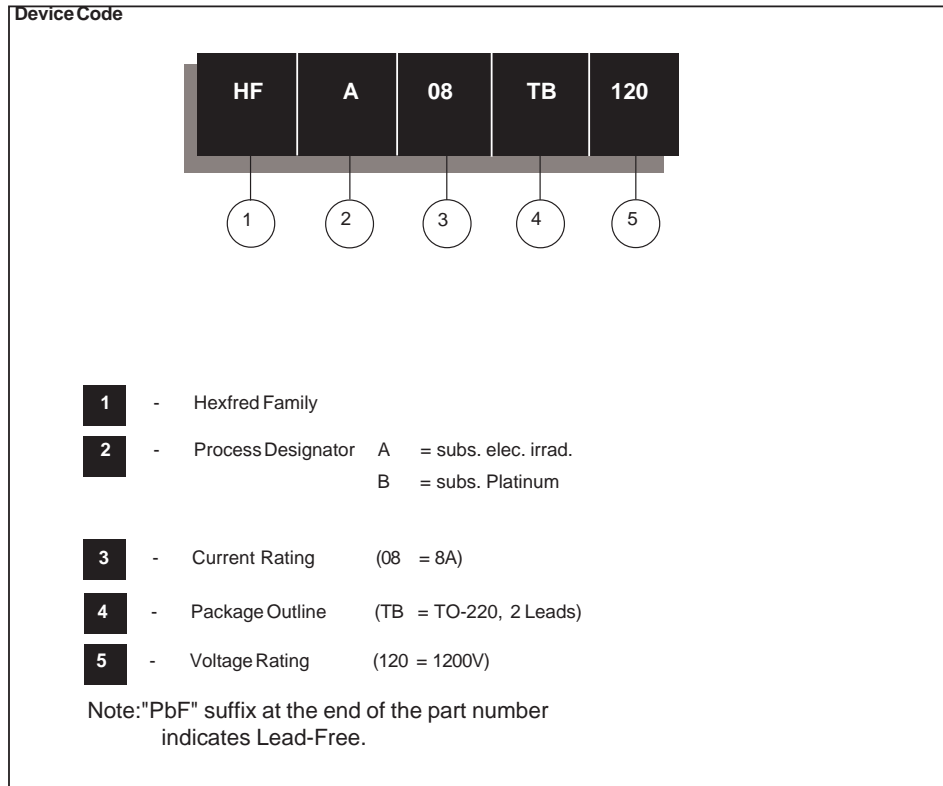 Device Code
HF A 08 TB 120
1 2 3 4 5
1 - Hexfred Family
2 - Process Designator A = subs. elec. irrad.
B = subs. Platinum
3 - Current Rating (08 = 8A)
4 - Package Outline (TB = TO-220, 2 Leads)
5 - Voltage Rating (120 = 1200V)
Note:"PbF" suffix at the end of the part number
indicates Lead-Free.